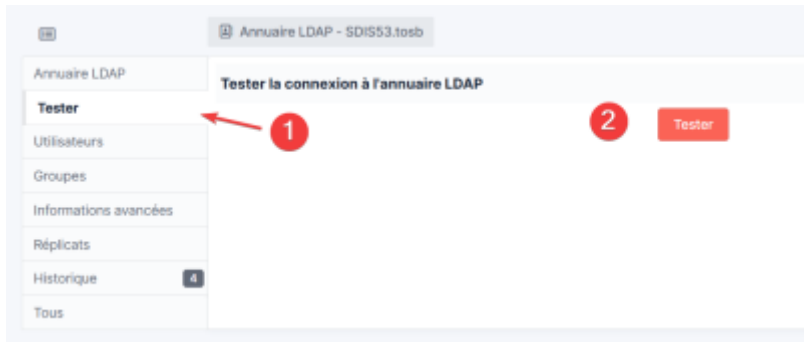 Annuaire LDAP - SDIS53.tosb
Annuaire LDAP
Tester
Utilisateurs
Groupes
Informations avancées
Réplicats
Historique 4
Tous
Tester la connexion à l'annuaire LDAP
1
2 Tester